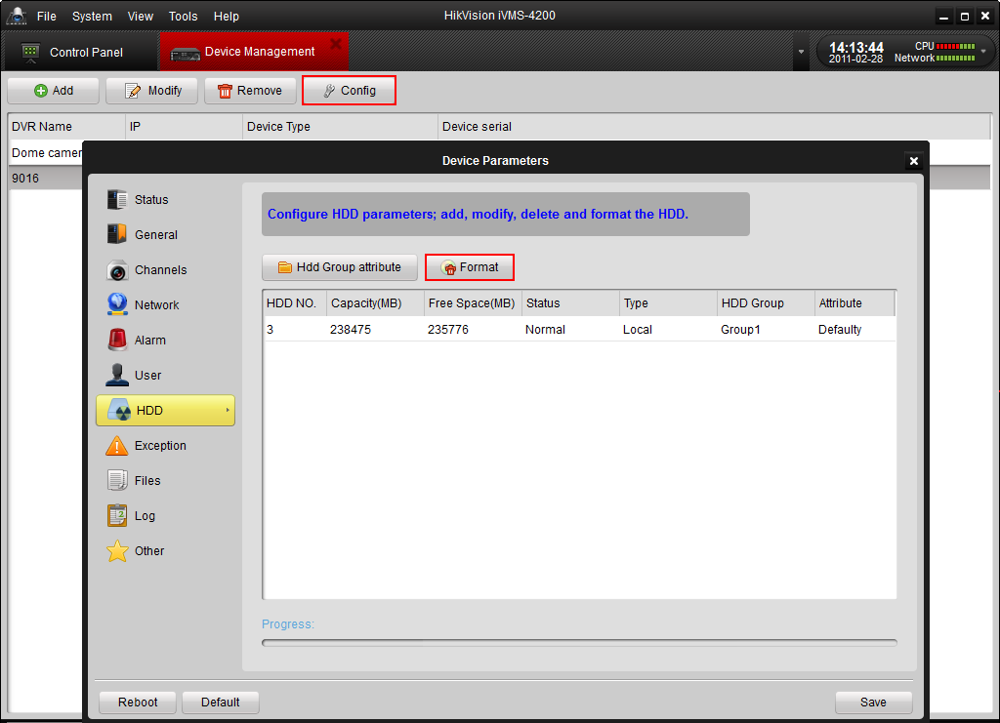 File System View Tools Help HikVision iVMS-4200
Control Panel Device Management 14:13:44 CPU
2011-02-28 Network
Add Modify Remove Config
DVR Name IP Device Type Device serial
Dome camer
9016
Device Parameters
Status
General
Channels
Network
Alarm
User
HDD
Exception
Files
Log
Other
Configure HDD parameters; add, modify, delete and format the HDD.
Hdd Group attribute Format
HDD NO. Capacity(MB) Free Space(MB) Status Type HDD Group Attribute
3 238475 235776 Normal Local Group1 Defaulty
Progress:
Reboot Default Save